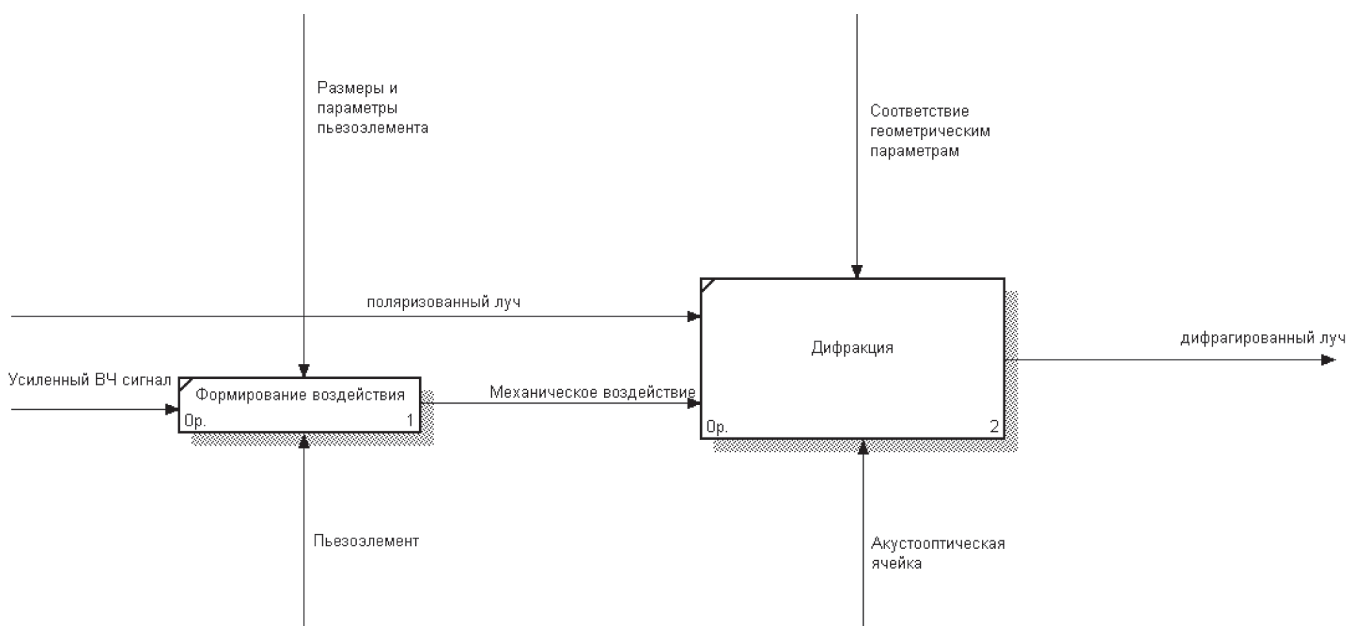 Размеры и
параметры
пьезоэлемента
Соответствие
геометрическим
параметрам
поляризованный луч
Дифракция
дифрагированный луч
Усиленный ВЧ сигнал
Формирование воздействия
0р.
1
Механическое воздействие
0р.
2
Пьезоэлемент
Акустооптическая
ячейка